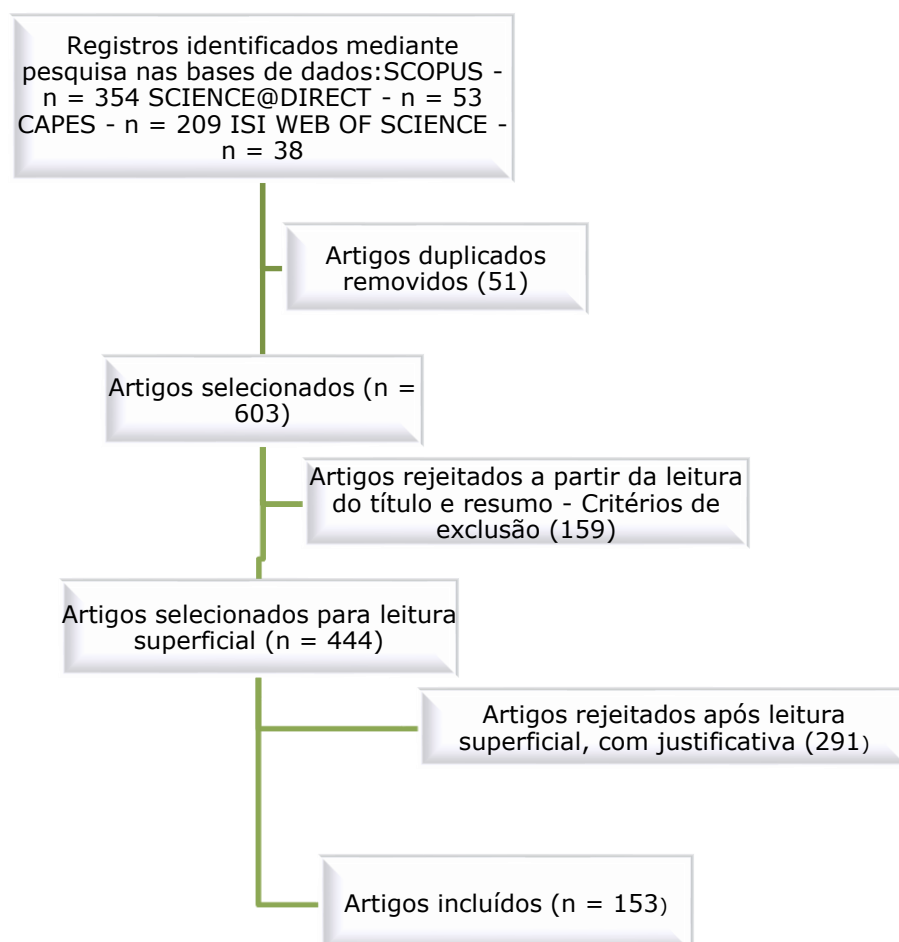 Registros identificados mediante
pesquisa nas bases de dados:SCOPUS -
n = 354 SCIENCE@DIRECT - n = 53
CAPES - n = 209 ISI WEB OF SCIENCE -
n = 38
Artigos duplicados
removidos (51)
Artigos selecionados (n =
603)
Artigos rejeitados a partir da leitura
do título e resumo - Critérios de
exclusão (159)
Artigos selecionados para leitura
superficial (n = 444)
Artigos rejeitados após leitura
superficial, com justificativa (291)
Artigos incluídos (n = 153)